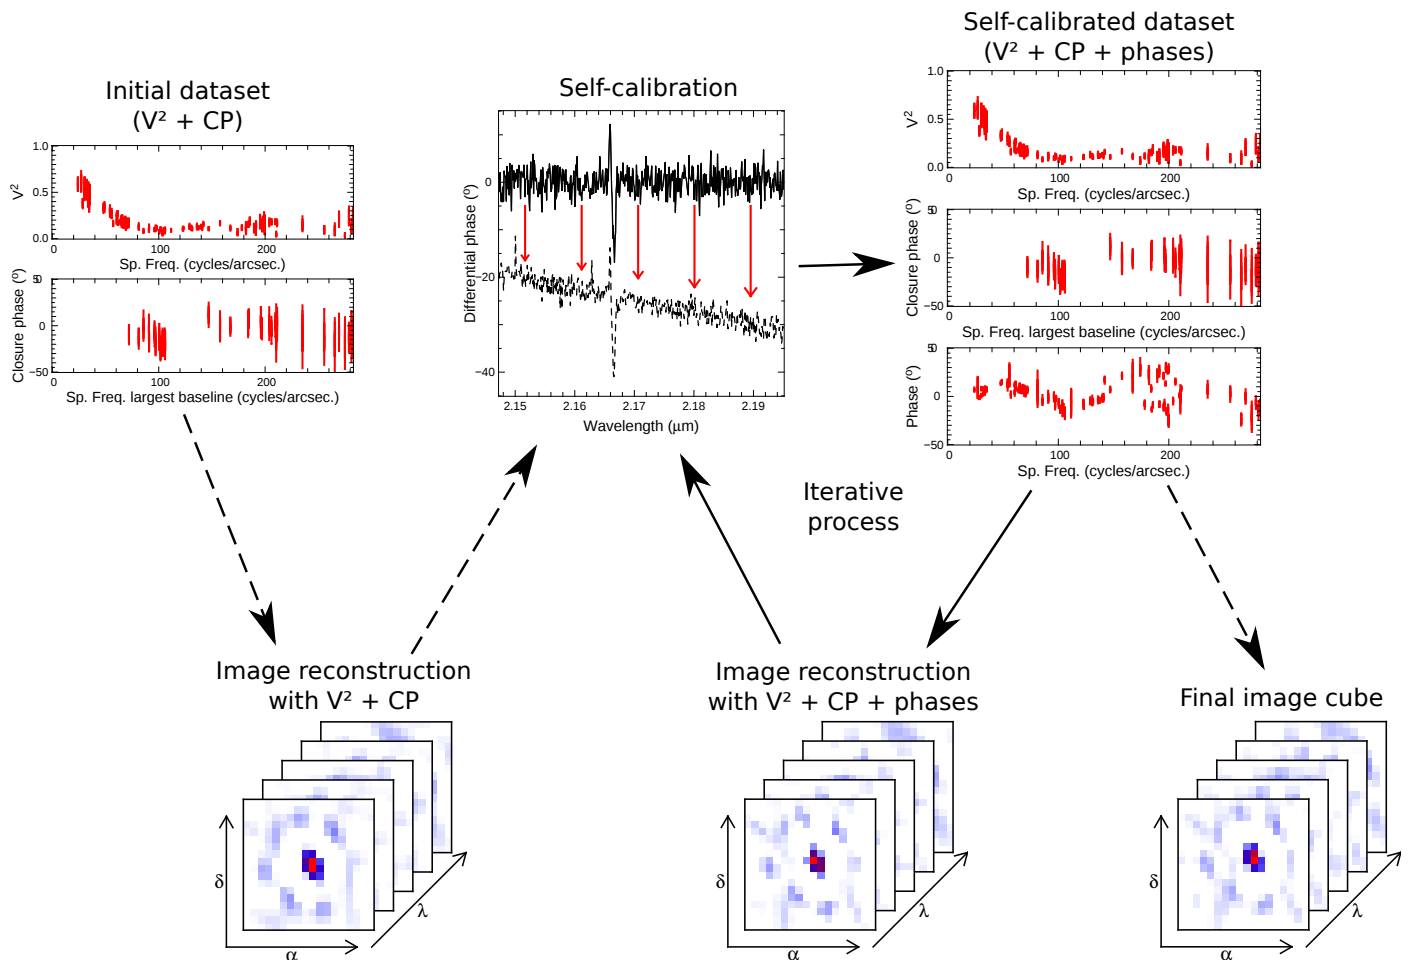 Initial dataset
(V² + CP)
1.0
0.5
0.0
V²
0
100
200
Sp. Freq. (cycles/arcsec.)
50
0
−50
Closure phase (º)
0
100
200
Sp. Freq. largest baseline (cycles/arcsec.)
Self-calibration
0
−20
−40
Differential phase (º)
2.15
2.16
2.17
2.18
2.19
Wavelength (μm)
Self-calibrated dataset
(V² + CP + phases)
1.0
0.5
0.0
V²
0
100
200
Sp. Freq. (cycles/arcsec.)
50
0
−50
Closure phase (º)
0
100
200
Sp. Freq. largest baseline (cycles/arcsec.)
50
0
−50
Phase (º)
0
100
200
Sp. Freq. (cycles/arcsec.)
Iterative
process
Image reconstruction
with V² + CP
δ
α
λ
Image reconstruction
with V² + CP + phases
δ
α
λ
Final image cube
δ
α
λ